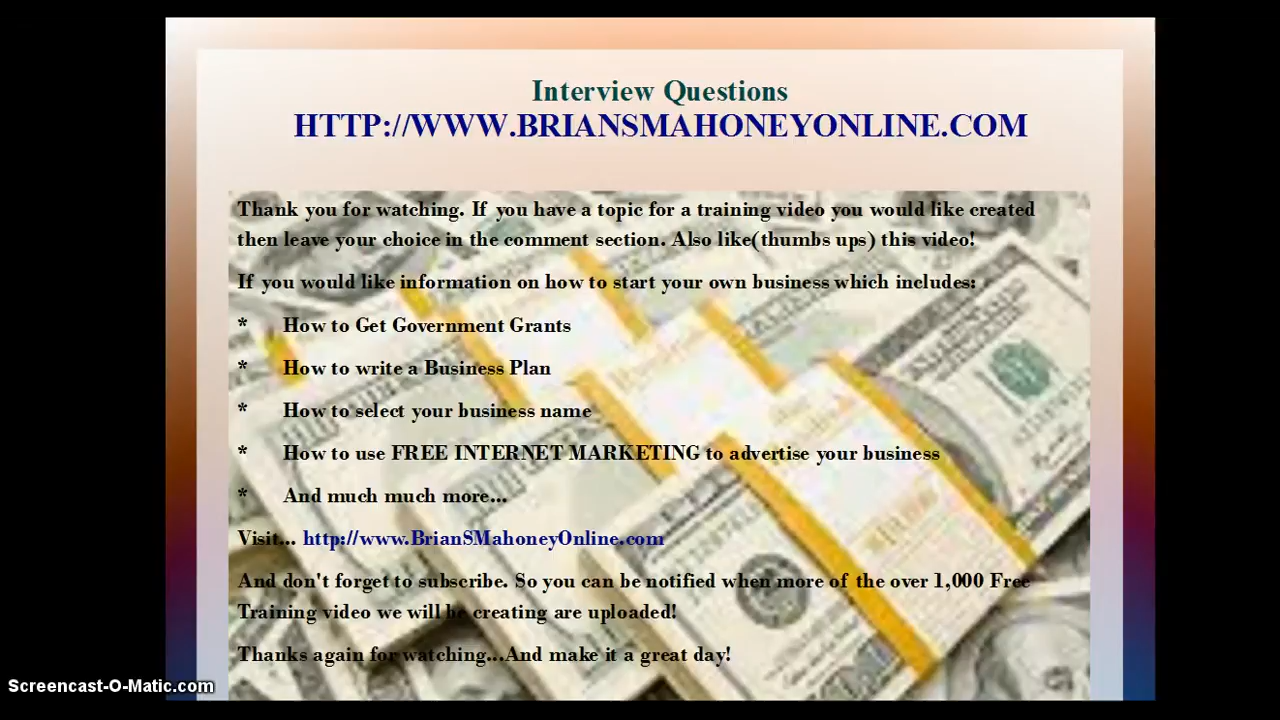 Interview Questions
HTTP://WWW.BRIANSMAHONEYONLINE.COM
Thank you for watching. If you have a topic for a training video you would like created
then leave your choice in the comment section. Also like(thumbs ups) this video!
If you would like information on how to start your own business which includes:
* How to Get Government Grants
* How to write a Business Plan
* How to select your business name
* How to use FREE INTERNET MARKETING to advertise your business
* And much much more...
Visit... http://www.BrianSMahoneyOnline.com
And don't forget to subscribe. So you can be notified when more of the over 1,000 Free
Training video we will be creating are uploaded!
Thanks again for watching...And make it a great day!
Screencast-O-Matic.com